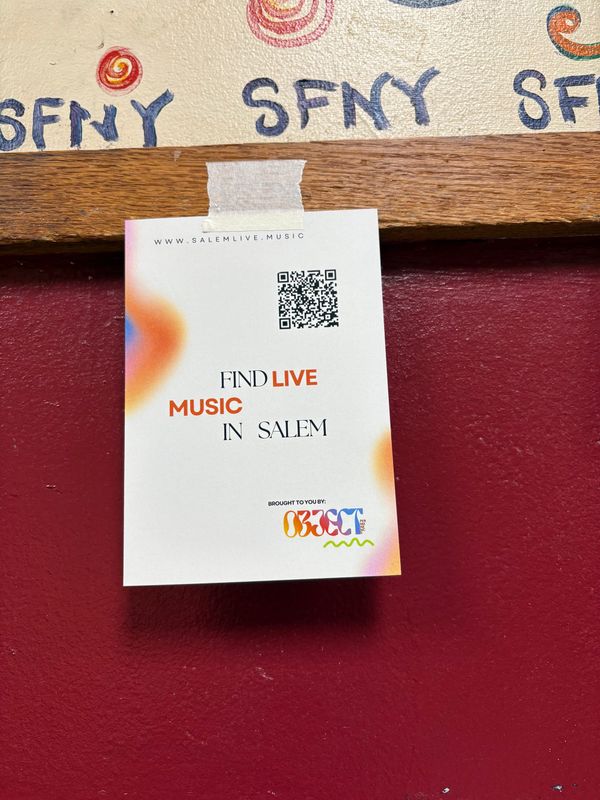 SFNY SFNY SF
WWW.SALEMLIVE.MUSIC
FIND LIVE
MUSIC
IN SALEM
BROUGHT TO YOU BY:
OBJECT